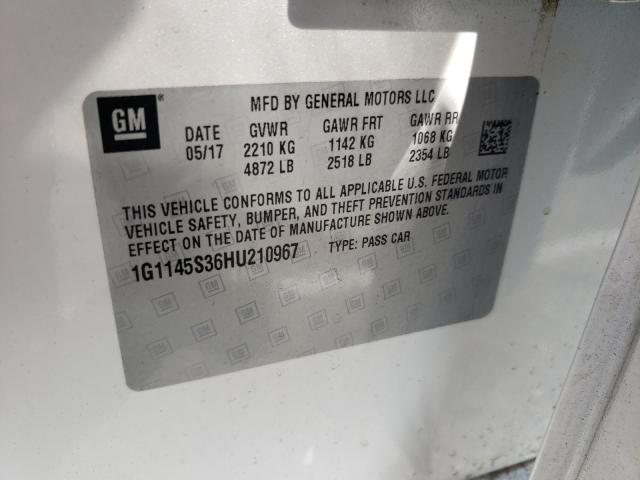 GM
MFD BY GENERAL MOTORS LLC
DATE GVWR GAWR FRT GAWR RR
05/17 2210 KG 1142 KG 1068 KG
4872 LB 2518 LB 2354 LB
THIS VEHICLE CONFORMS TO ALL APPLICABLE U.S. FEDERAL MOTOR
VEHICLE SAFETY, BUMPER, AND THEFT PREVENTION STANDARDS IN
EFFECT ON THE DATE OF MANUFACTURE SHOWN ABOVE.
1G1145S36HU210967 TYPE: PASS CAR